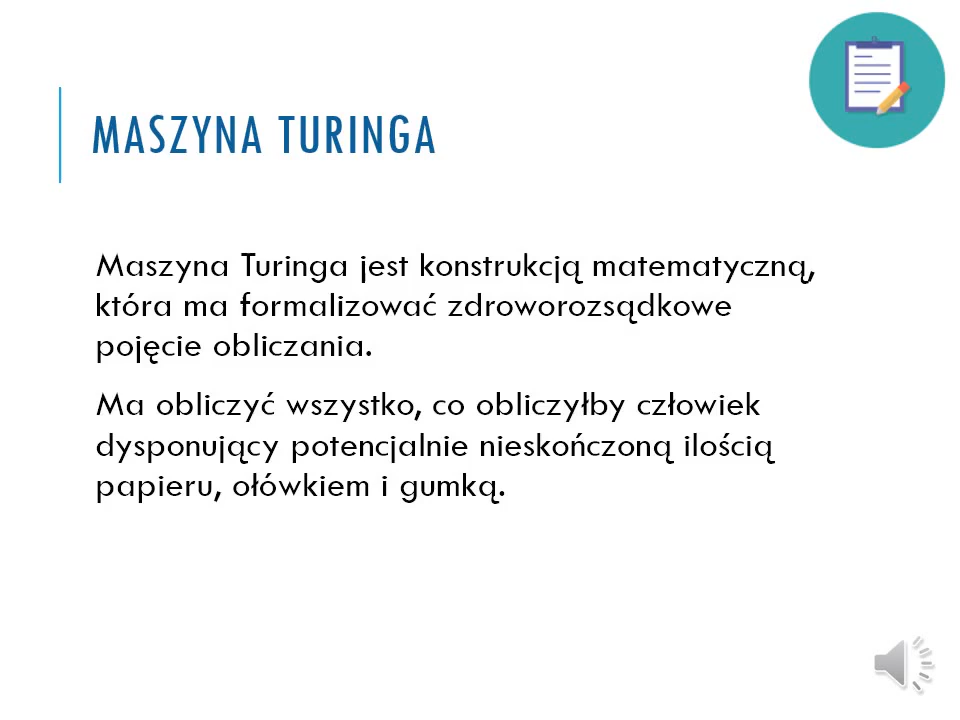 MASZYNA TURINGA
Maszyna Turinga jest konstrukcją matematyczną,
która ma formalizować zdroworozsądkowe
pojęcie obliczania.
Ma obliczyć wszystko, co obliczyłby człowiek
dysponujący potencjalnie nieskończoną ilością
papieru, ołówkiem i gumką.